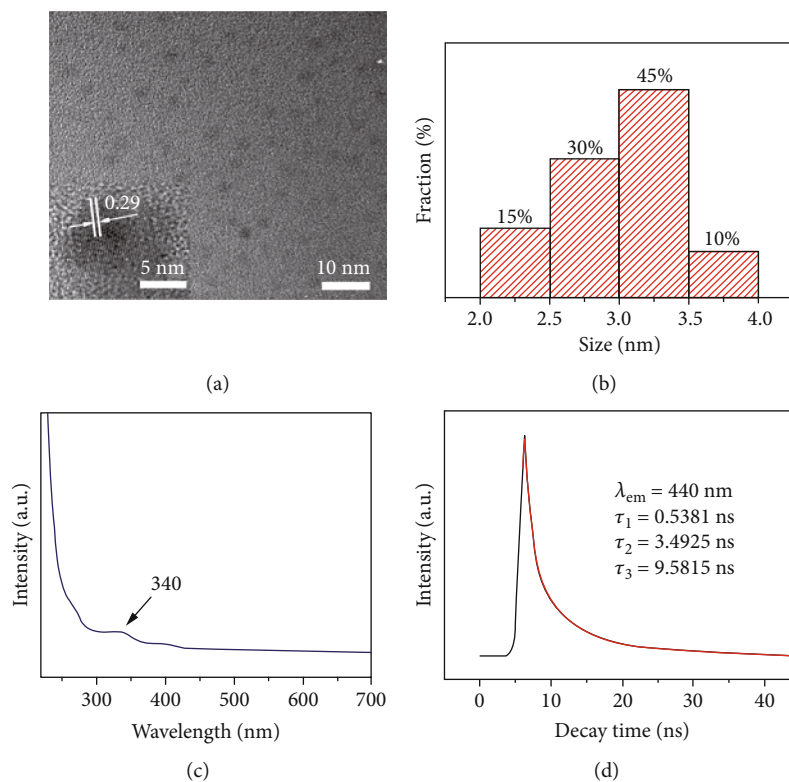 0.29
5 nm
10 nm
(a)
Fraction (%)
15%
30%
45%
10%
2.0 2.5 3.0 3.5 4.0
Size (nm)
(b)
Intensity (a.u.)
340
300 400 500 600 700
Wavelength (nm)
(c)
Intensity (a.u.)
λem = 440 nm
τ1 = 0.5381 ns
τ2 = 3.4925 ns
τ3 = 9.5815 ns
0 10 20 30 40
Decay time (ns)
(d)